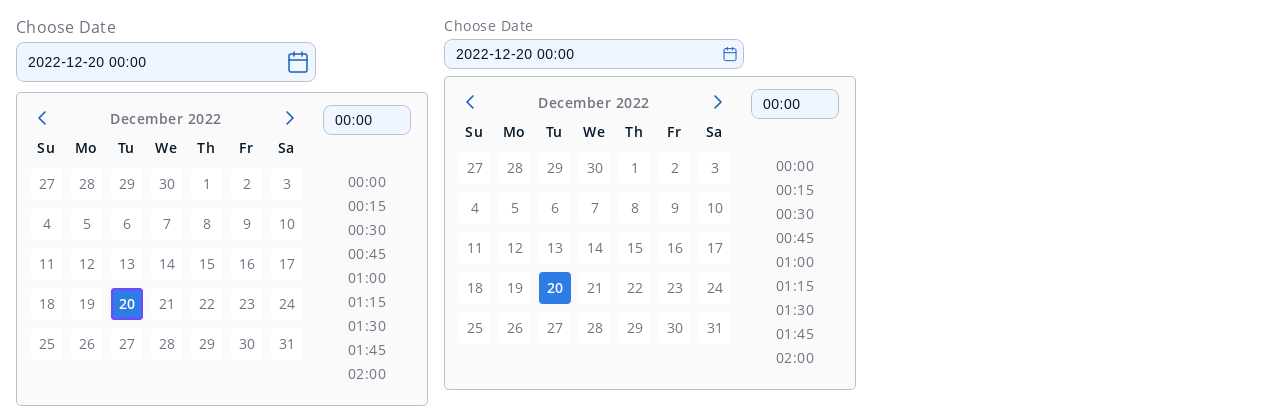 Choose Date
2022-12-20 00:00
December 2022
00:00
Su Mo Tu We Th Fr Sa
27 28 29 30 1 2 3
4 5 6 7 8 9 10
11 12 13 14 15 16 17
18 19 20 21 22 23 24
25 26 27 28 29 30 31
00:00
00:15
00:30
00:45
01:00
01:15
01:30
01:45
02:00
Choose Date
2022-12-20 00:00
December 2022
00:00
Su Mo Tu We Th Fr Sa
27 28 29 30 1 2 3
4 5 6 7 8 9 10
11 12 13 14 15 16 17
18 19 20 21 22 23 24
25 26 27 28 29 30 31
00:00
00:15
00:30
00:45
01:00
01:15
01:30
01:45
02:00